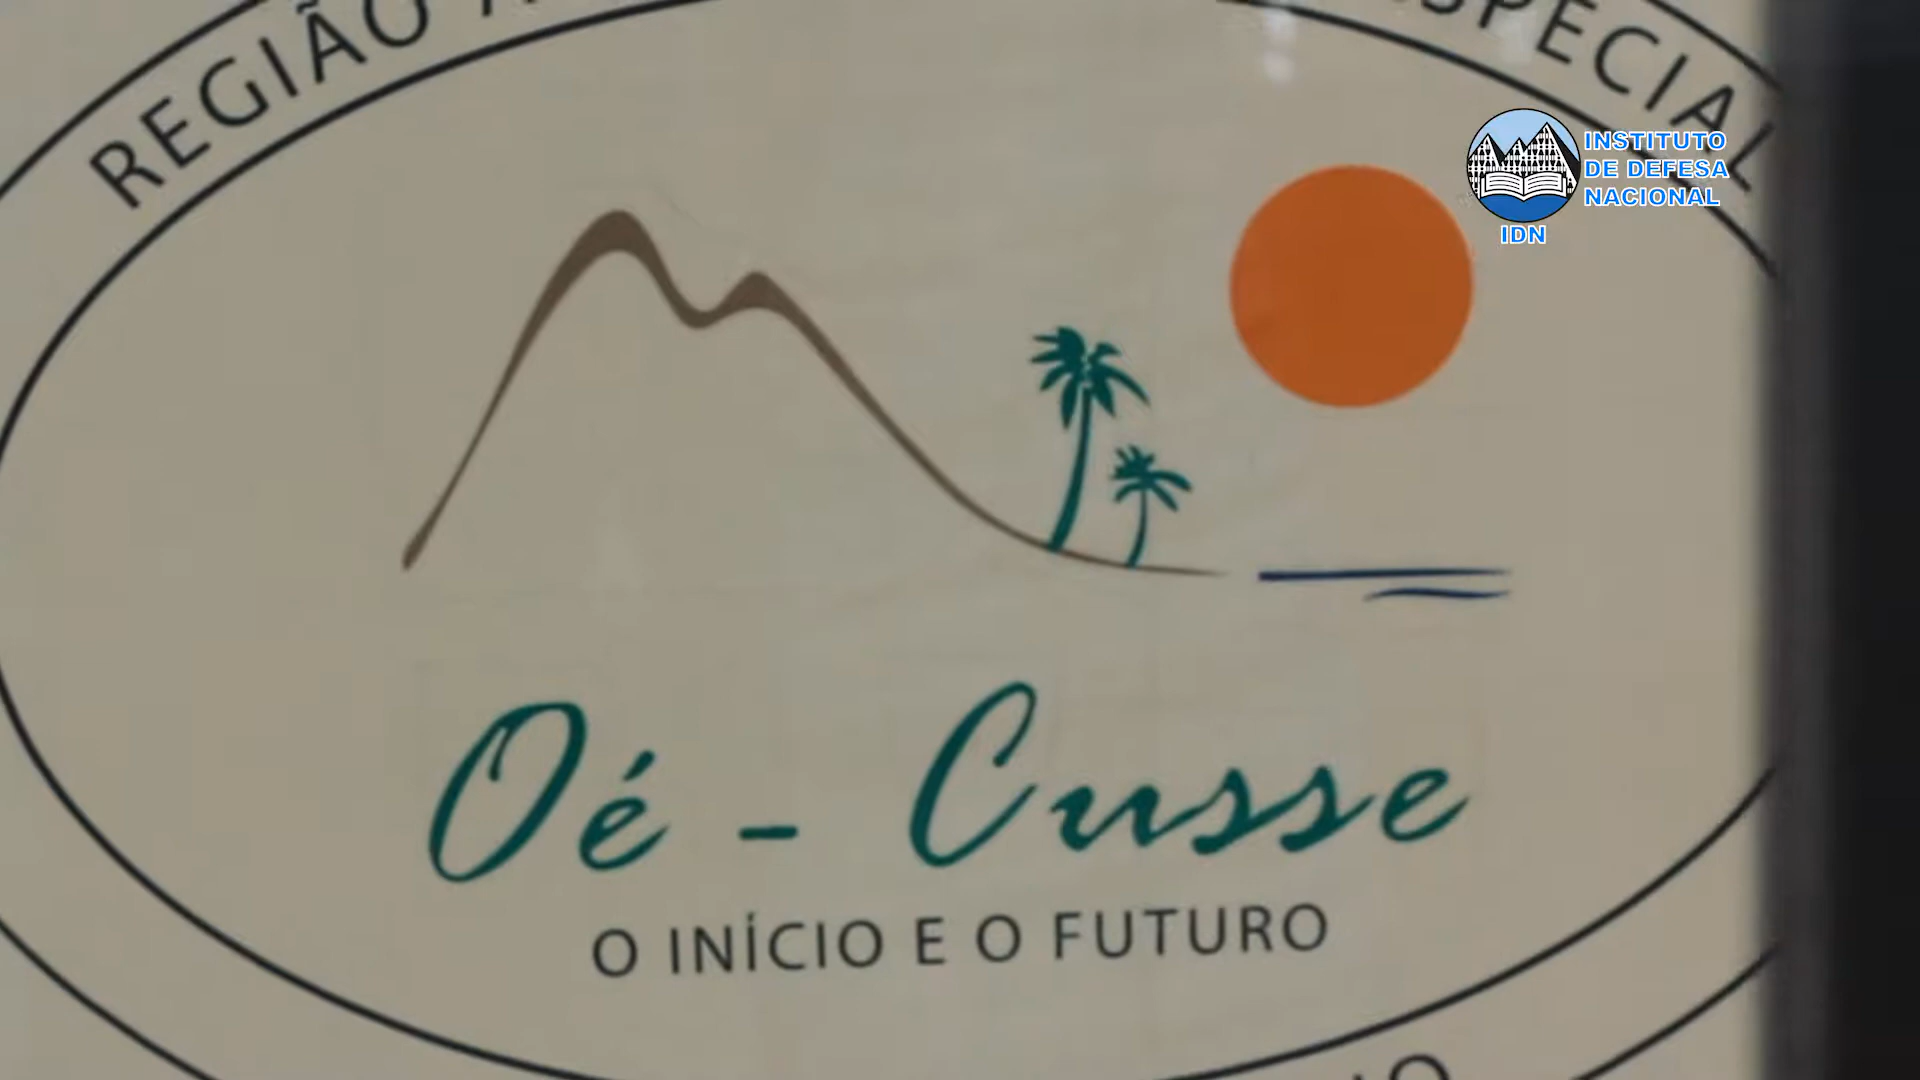 REGIÃO
ESPECIAL
INSTITUTO
DE DEFESA
NACIONAL
IDN
Oé - Cusse
O INÍCIO E O FUTURO